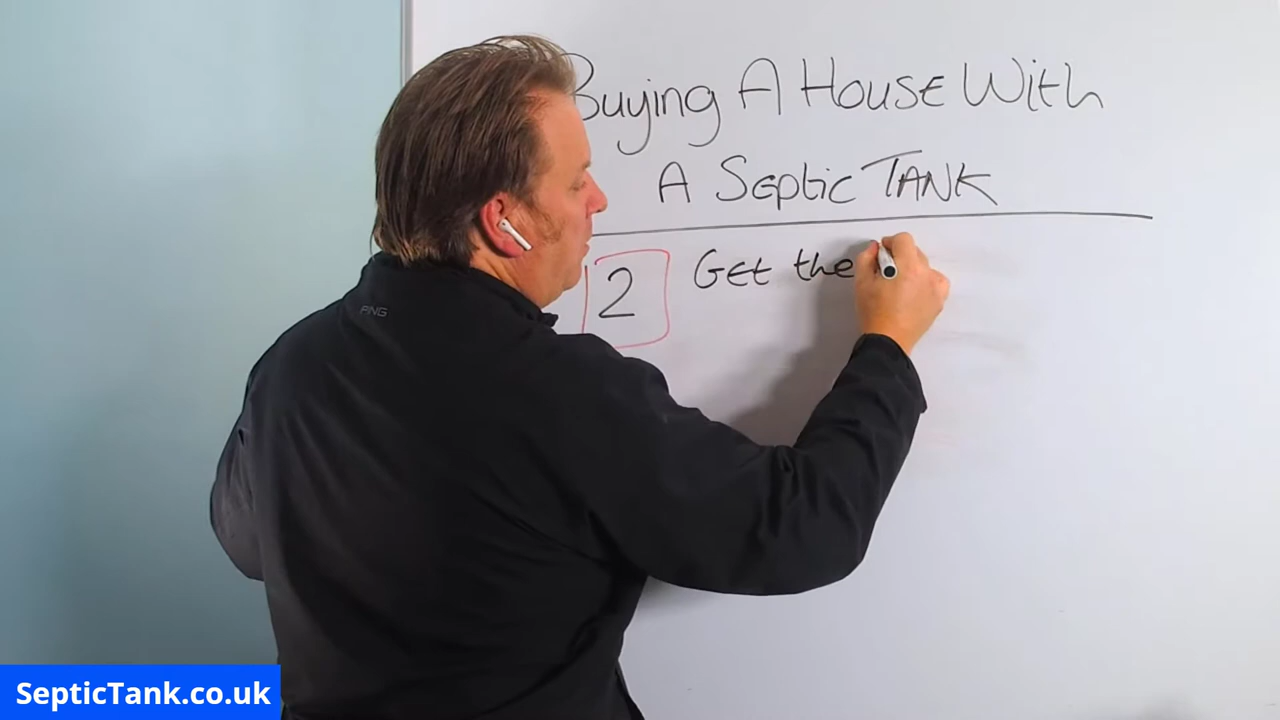 Buying A House With
A Septic TANK
2 Get the
PING
SepticTank.co.uk